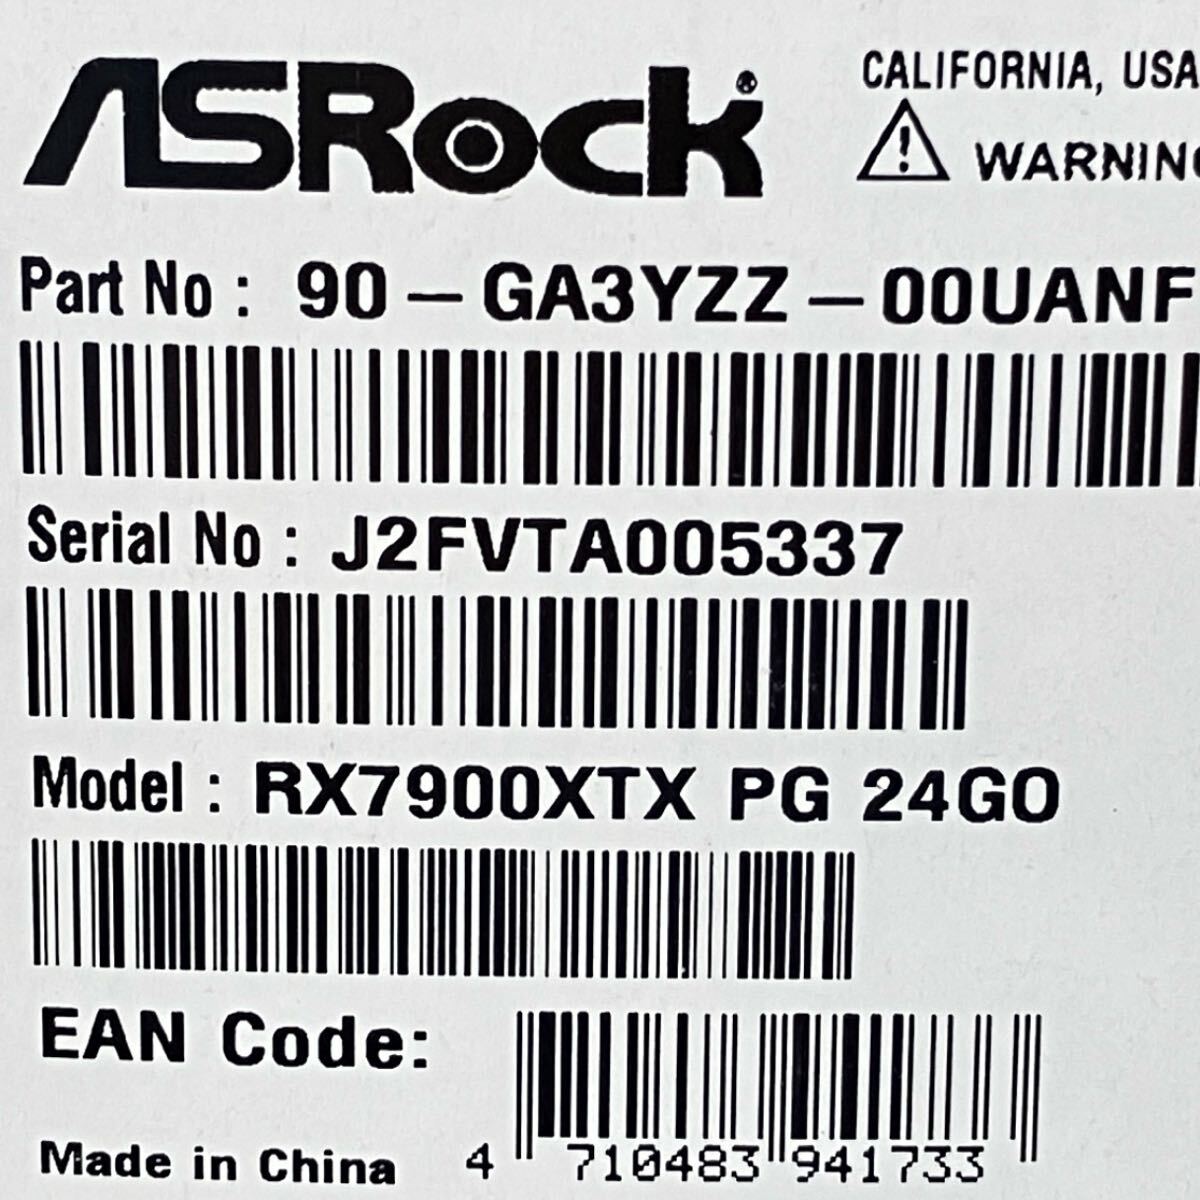 ASRock®
CALIFORNIA, USA
WARNING
Part No : 90-GA3YZZ-00UANF
Serial No : J2FVTA005337
Model : RX7900XTX PG 24GO
EAN Code:
4 710483 941733
Made in China